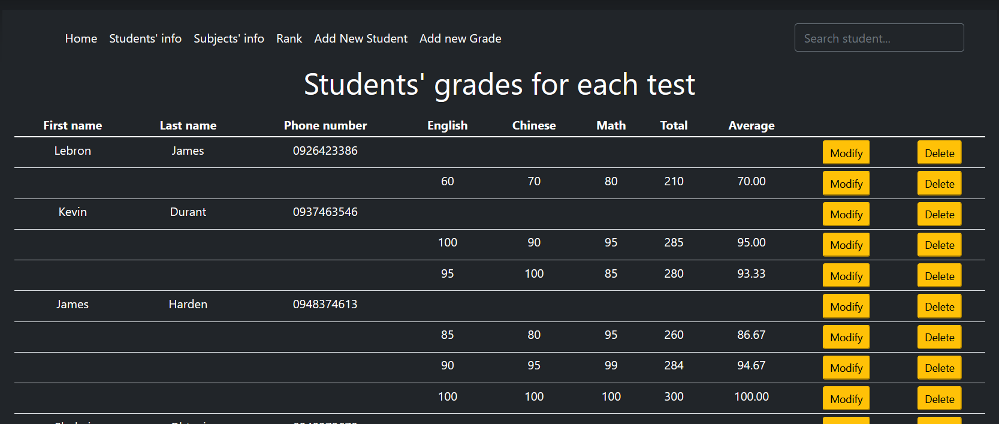 Home Students' info Subjects' info Rank Add New Student Add new Grade Search student...
Students' grades for each test
First name Last name Phone number English Chinese Math Total Average
Lebron James 0926423386 Modify Delete
60 70 80 210 70.00 Modify Delete
Kevin Durant 0937463546 Modify Delete
100 90 95 285 95.00 Modify Delete
95 100 85 280 93.33 Modify Delete
James Harden 0948374613 Modify Delete
85 80 95 260 86.67 Modify Delete
90 95 99 284 94.67 Modify Delete
100 100 100 300 100.00 Modify Delete